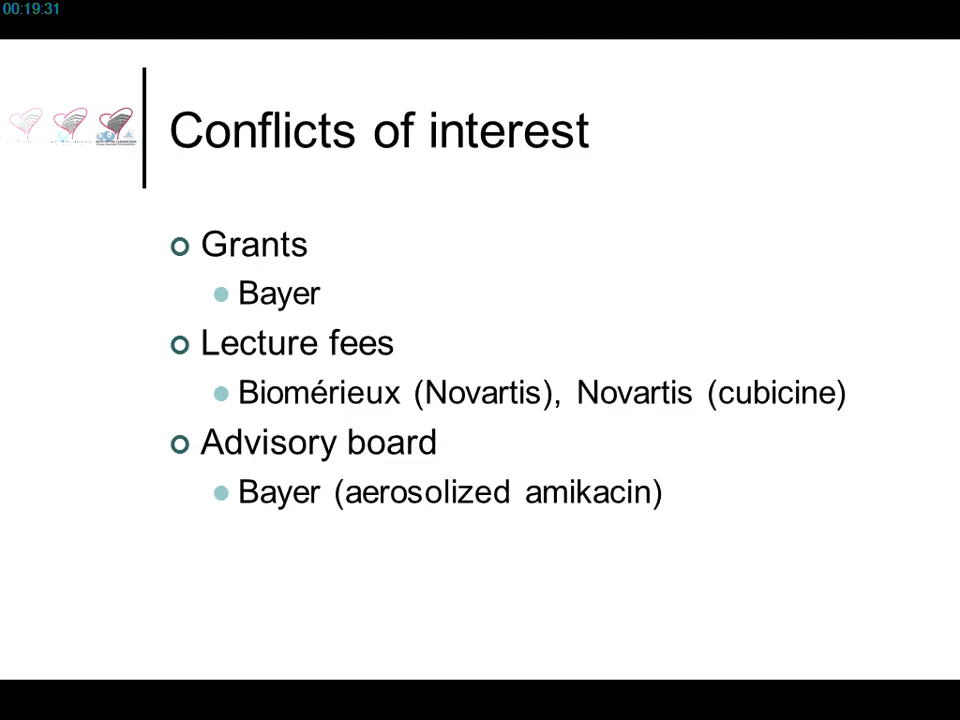 00:19:31
Conflicts of interest
Grants
Bayer
Lecture fees
Biomérieux (Novartis), Novartis (cubicine)
Advisory board
Bayer (aerosolized amikacin)